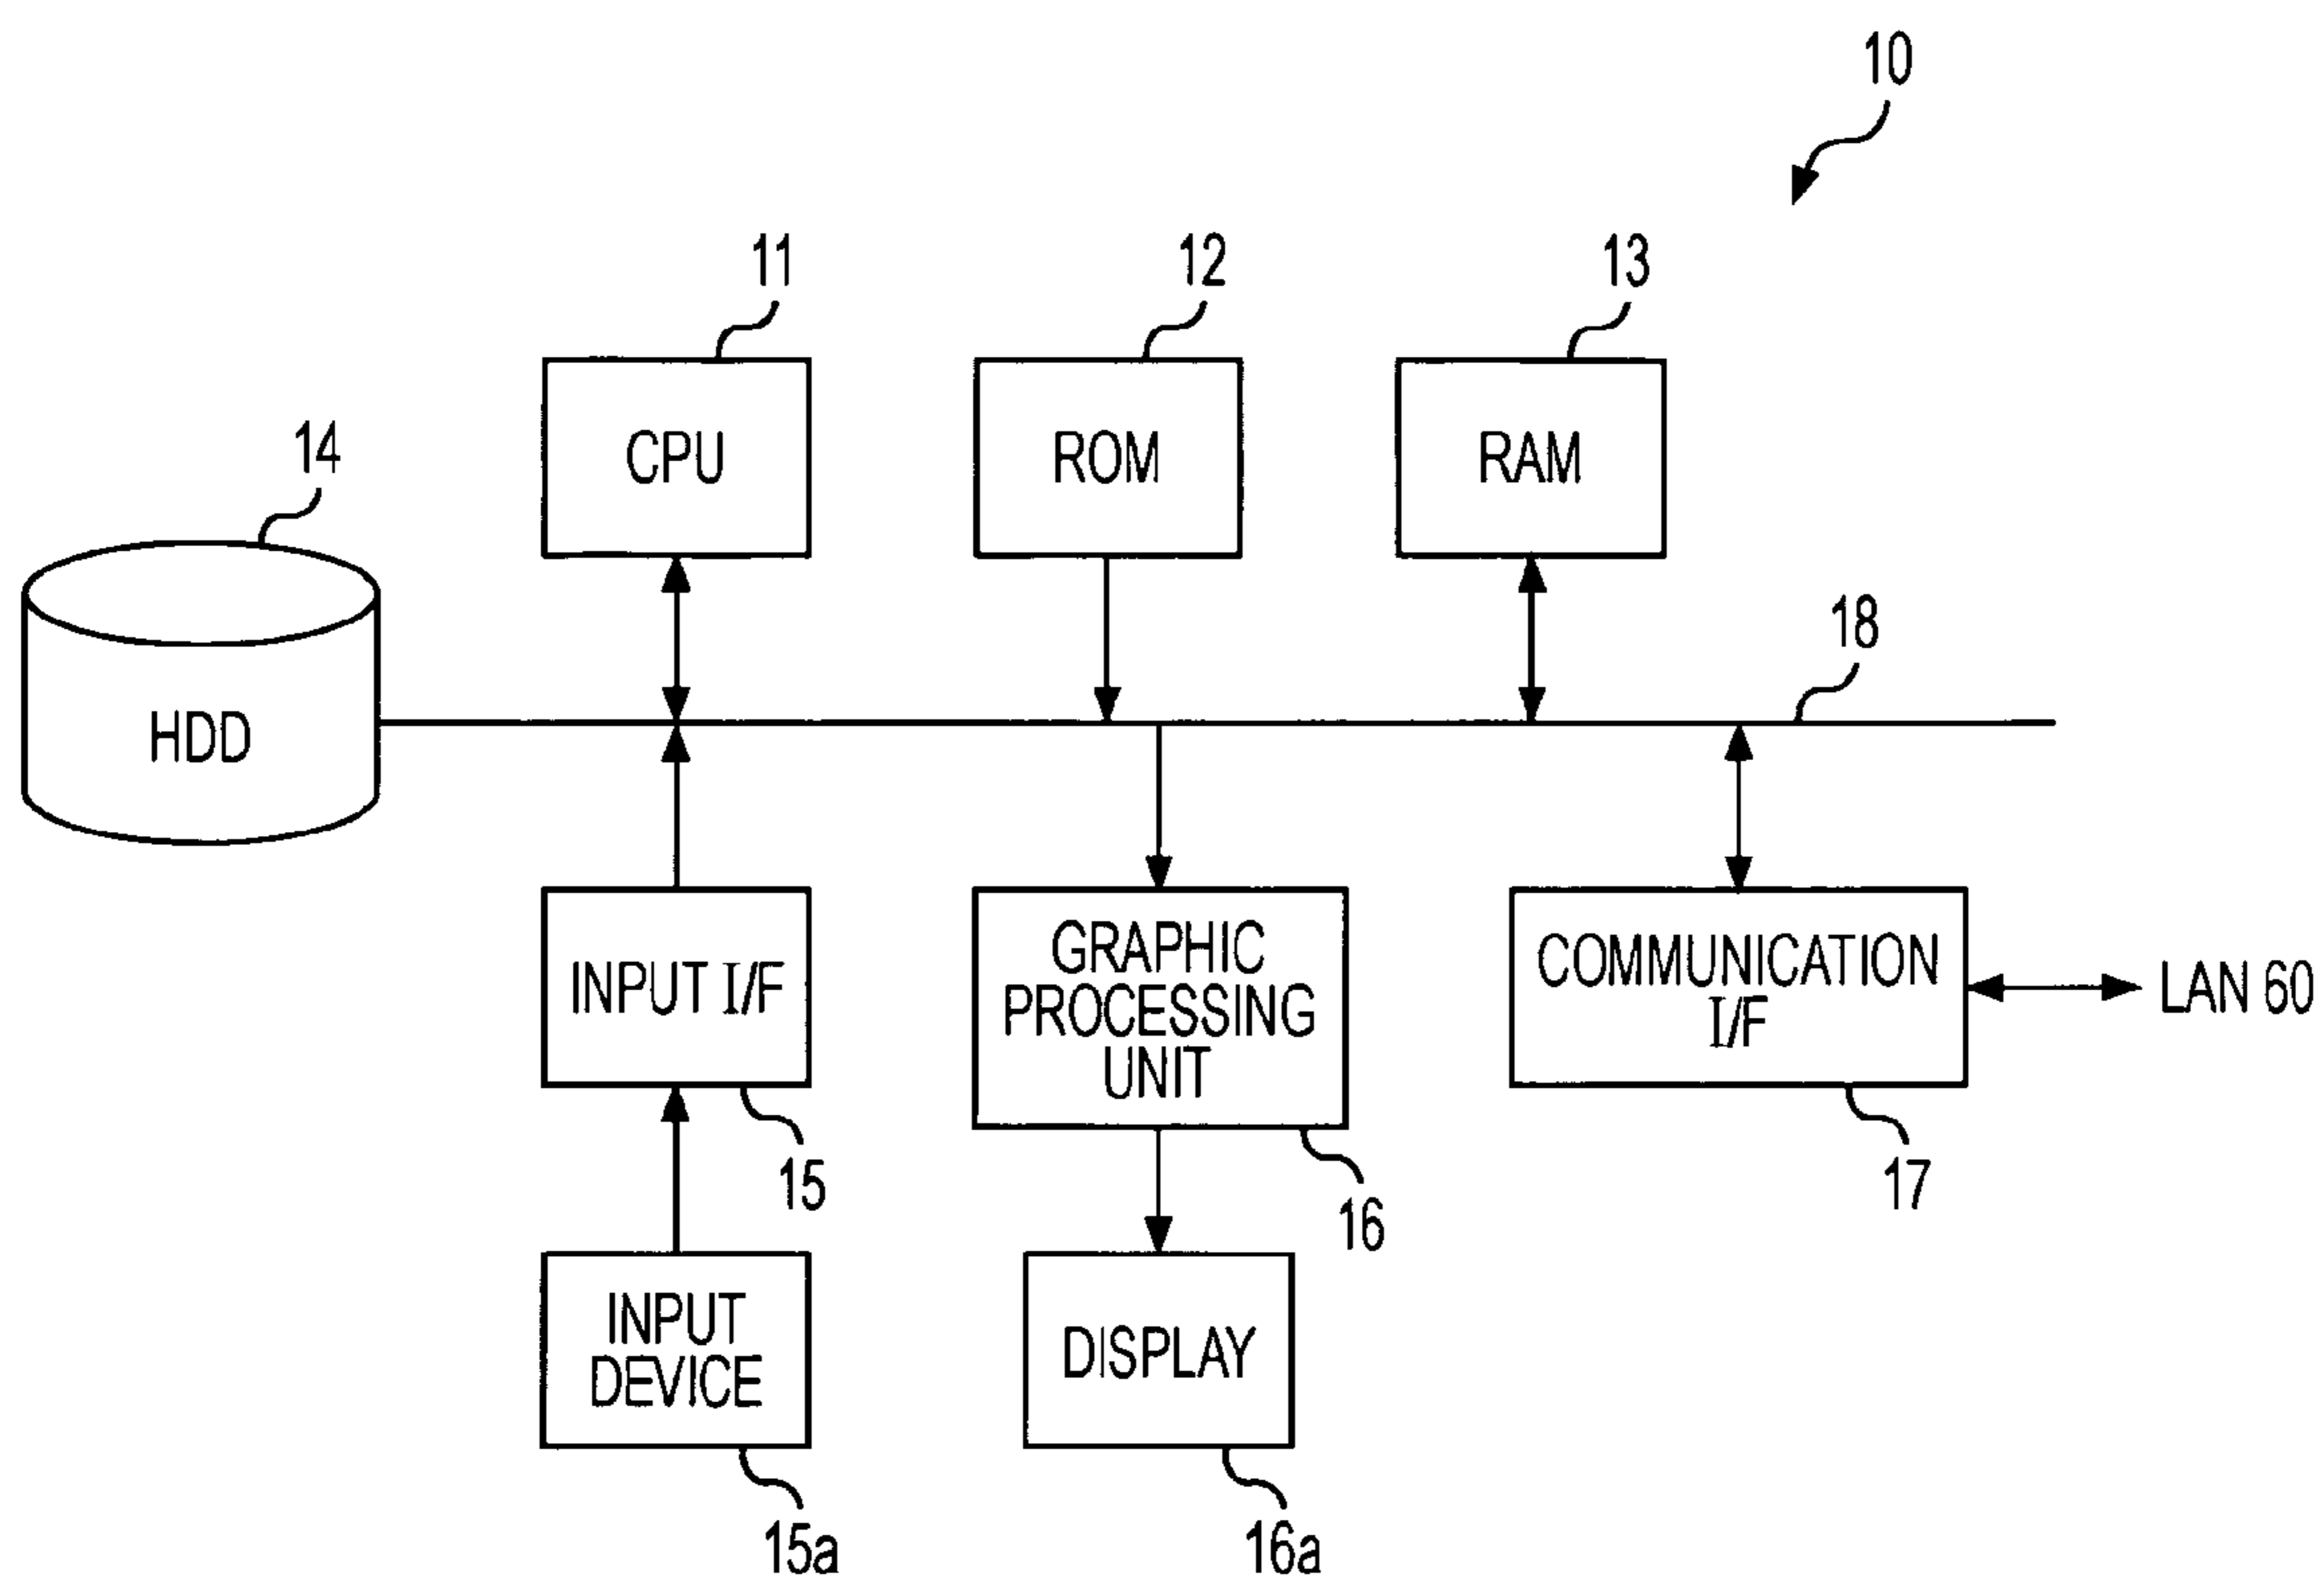 10
11
12
13
CPU
ROM
RAM
14
18
HDD
INPUT I/F
GRAPHIC
PROCESSING
UNIT
COMMUNICATION
I/F
LAN 60
15
16
17
INPUT
DEVICE
DISPLAY
15a
16a